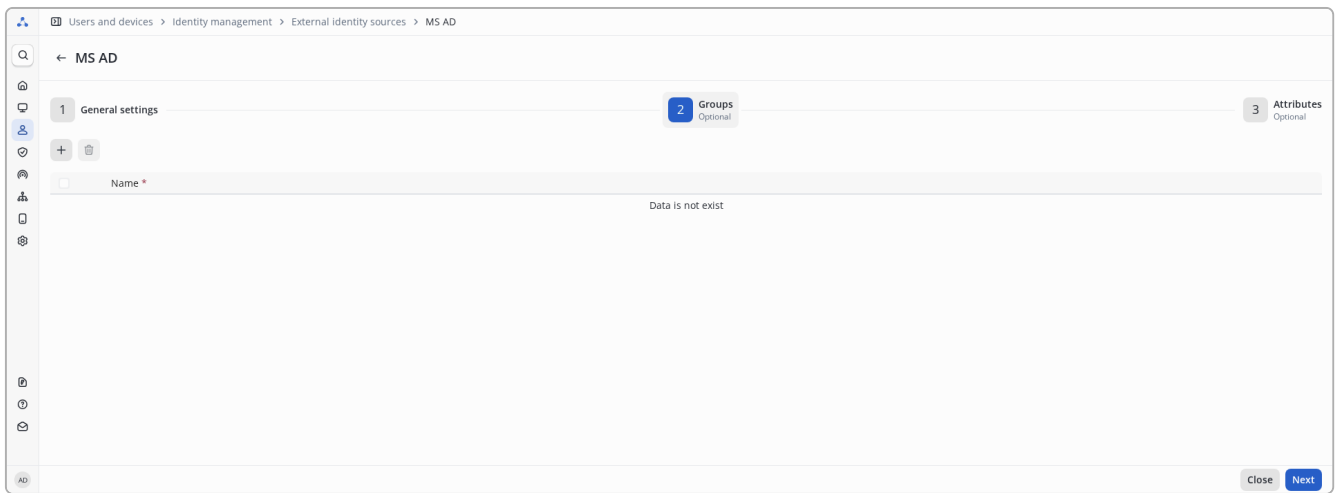 Users and devices > Identity management > External identity sources > MS AD
← MS AD
1 General settings
2 Groups
Optional
3 Attributes
Optional
Name *
Data is not exist
AD
Close Next